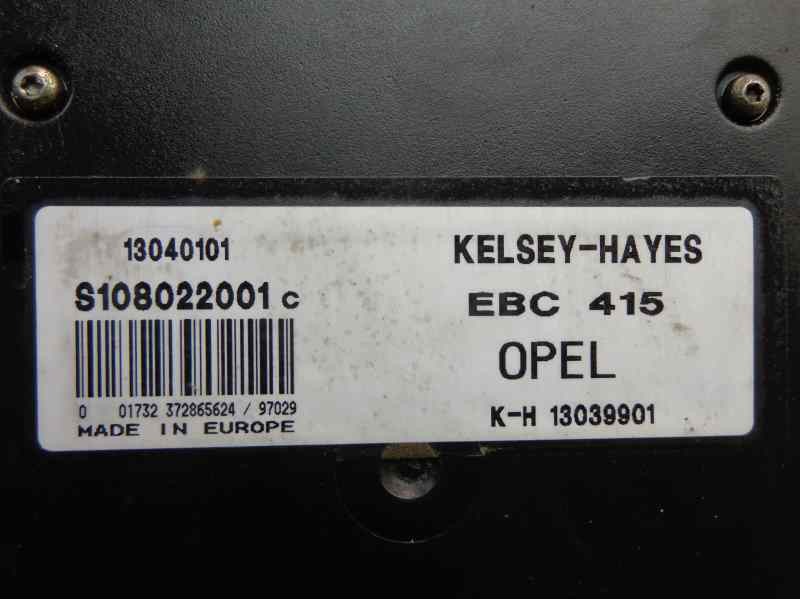 13040101
S108022001 C
0 01732 372865624 / 97029
MADE IN EUROPE
KELSEY-HAYES
EBC 415
OPEL
K-H 13039901